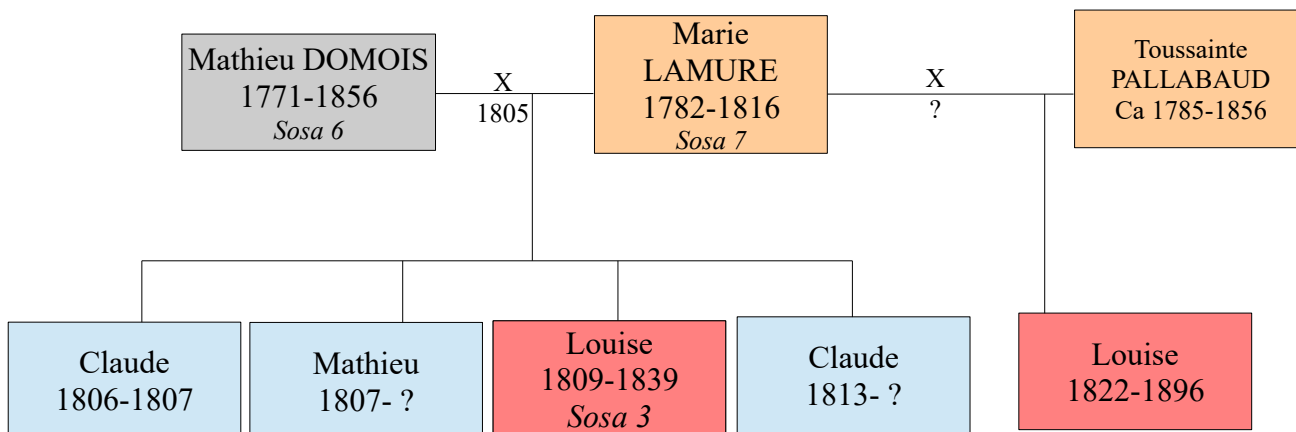 Mathieu DOMOIS
1771-1856
Sosa 6
X
1805
Marie
LAMURE
1782-1816
Sosa 7
X
?
Toussainte
PALLABAUD
Ca 1785-1856
Claude
1806-1807
Mathieu
1807- ?
Louise
1809-1839
Sosa 3
Claude
1813- ?
Louise
1822-1896